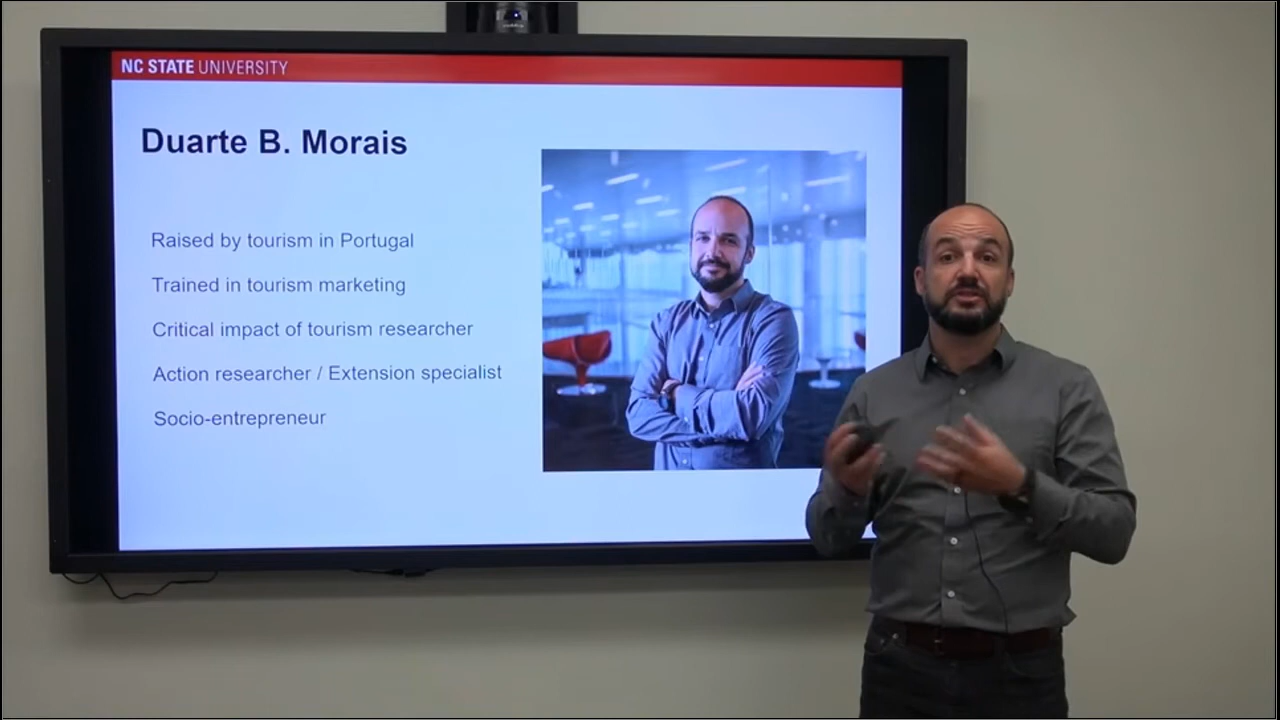 NC STATE UNIVERSITY
Duarte B. Morais
Raised by tourism in Portugal
Trained in tourism marketing
Critical impact of tourism researcher
Action researcher / Extension specialist
Socio-entrepreneur